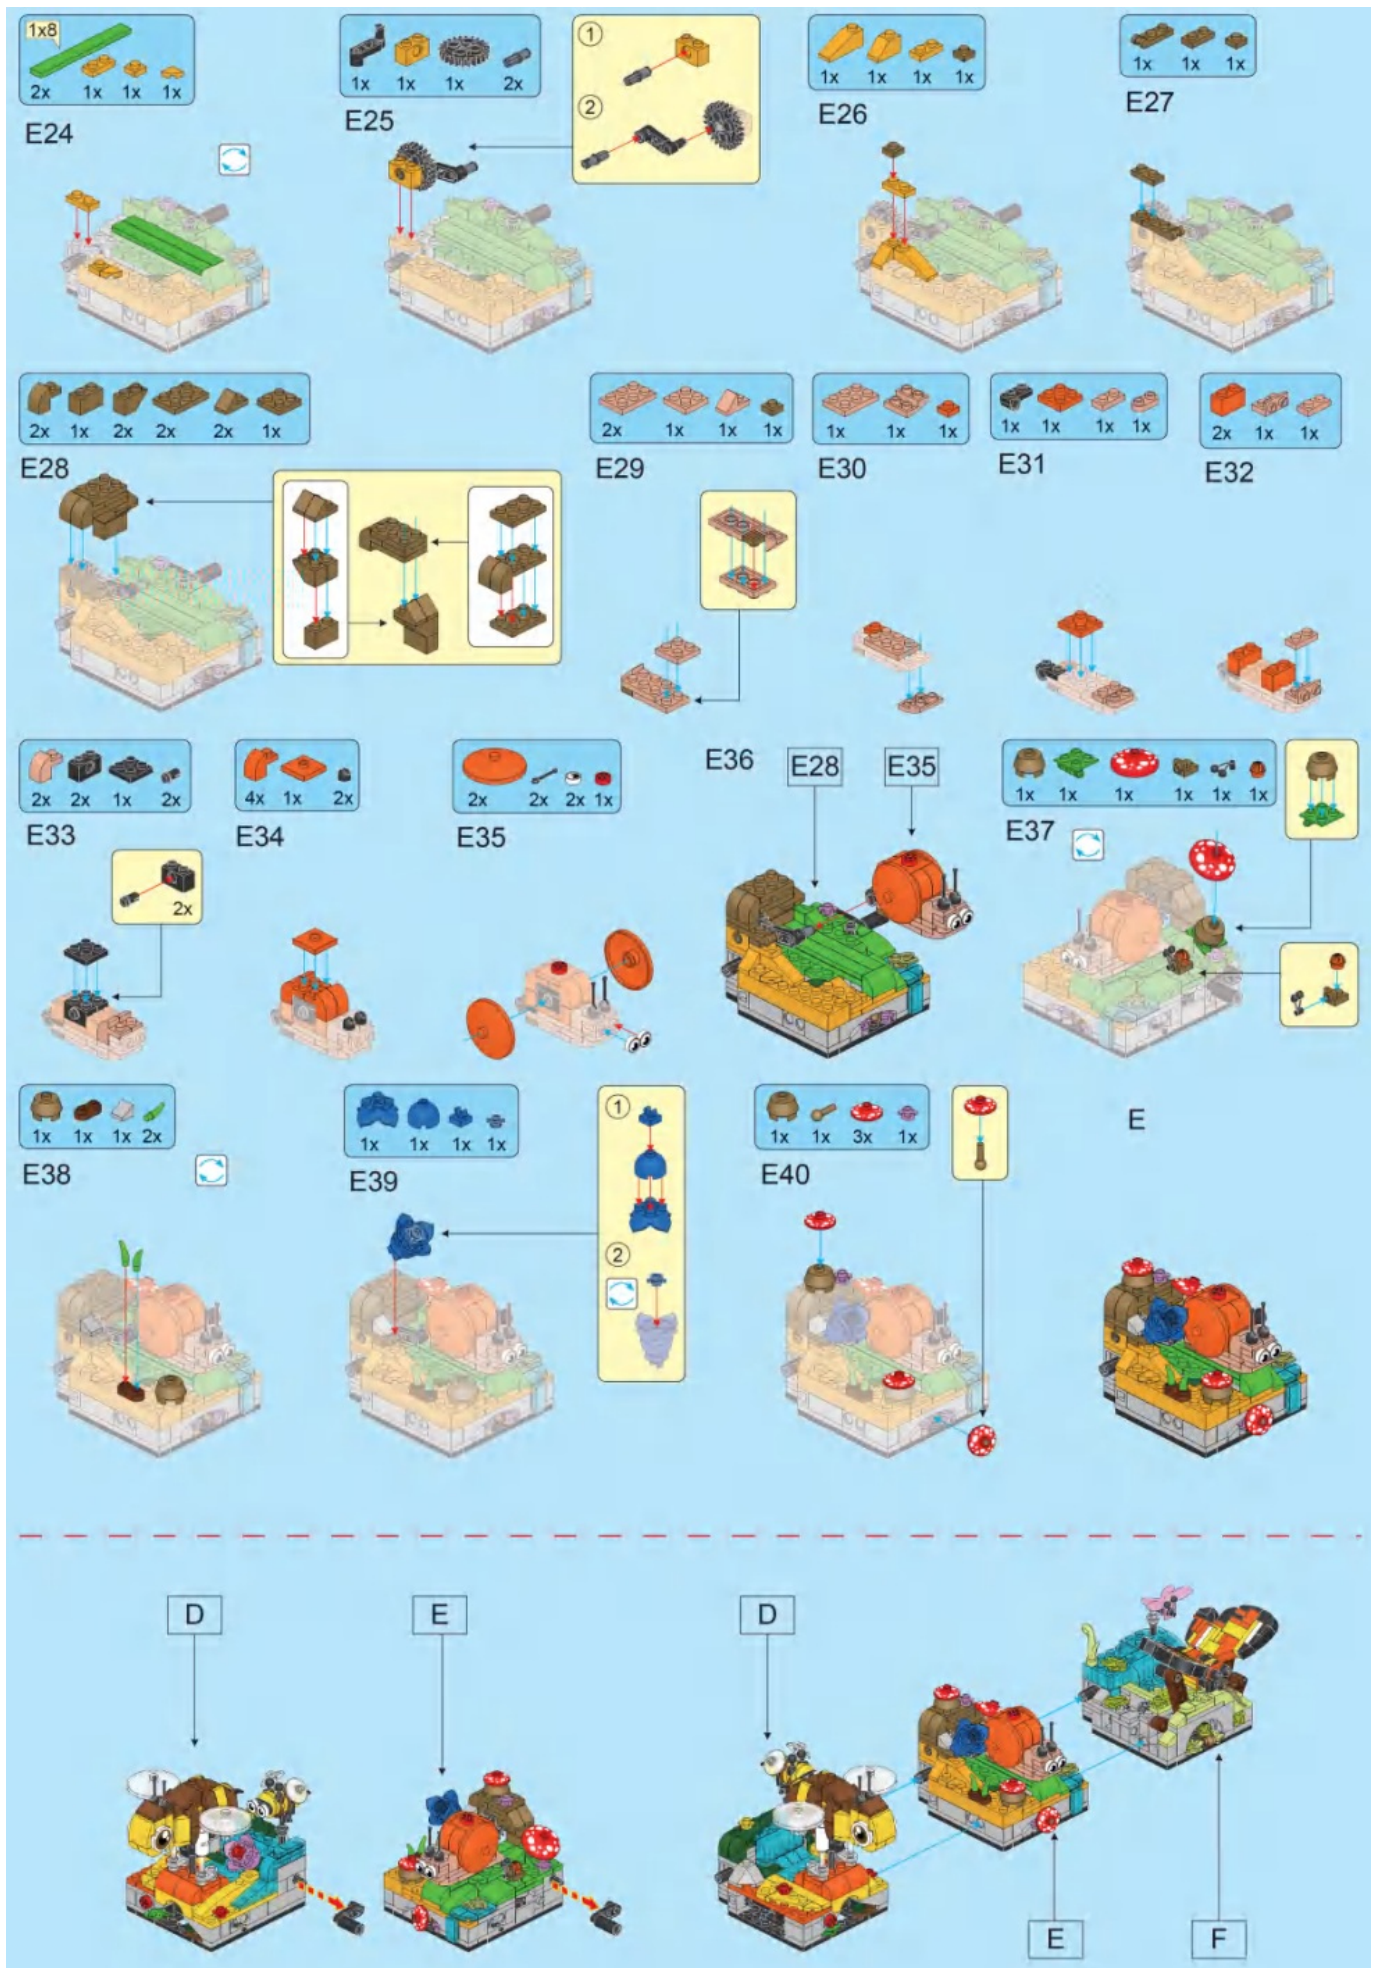 1x8
2x 1x 1x 1x
E24
1x 1x 1x 2x
E25
1
2
1x 1x 1x 1x
E26
1x 1x 1x
E27
2x 1x 2x 2x 2x 1x
E28
2x 1x 1x 1x
E29
1x 1x 1x
E30
1x 1x 1x 1x
E31
2x 1x 1x
E32
2x 2x 1x 2x
E33
2x
4x 1x 2x
E34
2x 2x 2x 1x
E35
E36
E28
E35
1x 1x 1x 1x 1x 1x
E37
1x 1x 1x 2x
E38
1x 1x 1x 1x
E39
1
2
1x 1x 3x 1x
E40
E
D
E
D
E
F